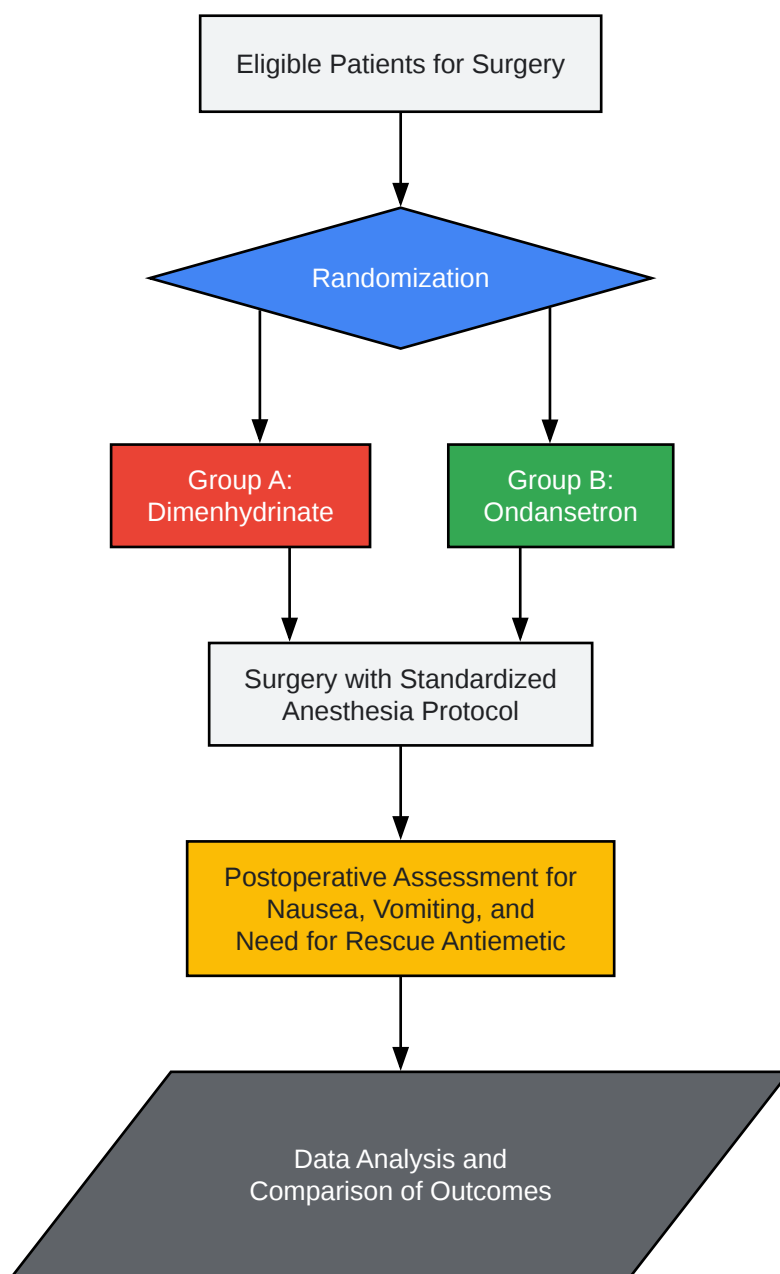 Eligible Patients for Surgery
Randomization
Group A:
Dimenhydrinate
Group B:
Ondansetron
Surgery with Standardized
Anesthesia Protocol
Postoperative Assessment for
Nausea, Vomiting, and
Need for Rescue Antiemetic
Data Analysis and
Comparison of Outcomes